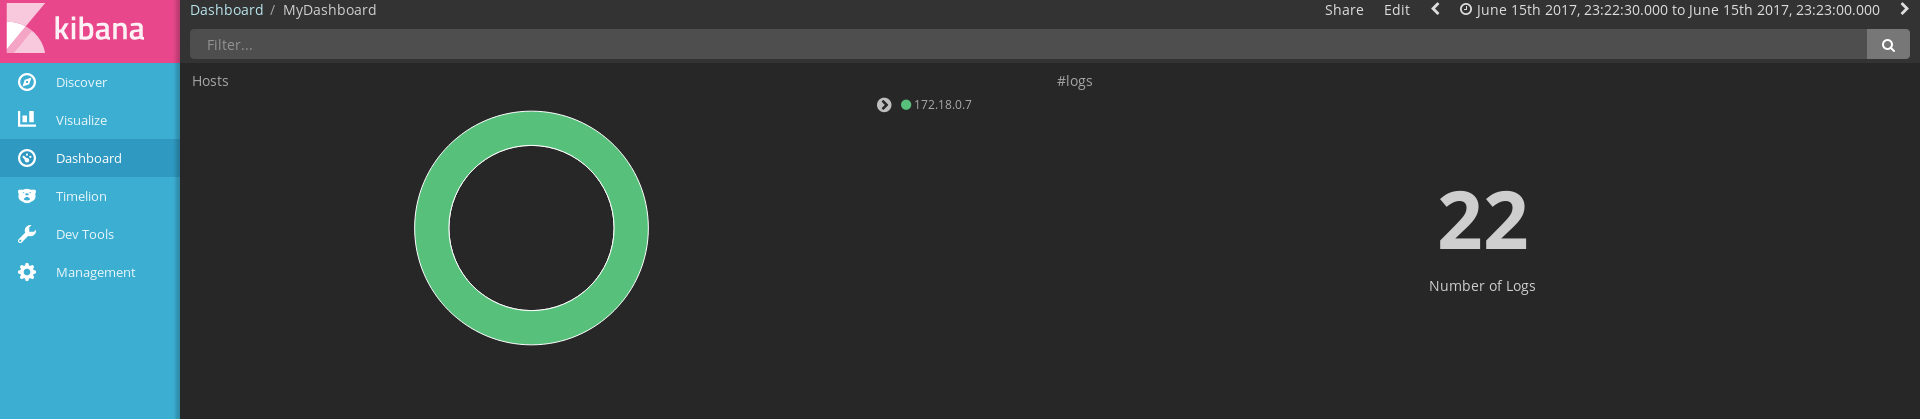 kibana
Dashboard / MyDashboard
Share Edit June 15th 2017, 23:22:30.000 to June 15th 2017, 23:23:00.000
Filter...
Discover
Visualize
Dashboard
Timelion
Dev Tools
Management
Hosts
172.18.0.7
#logs
22
Number of Logs